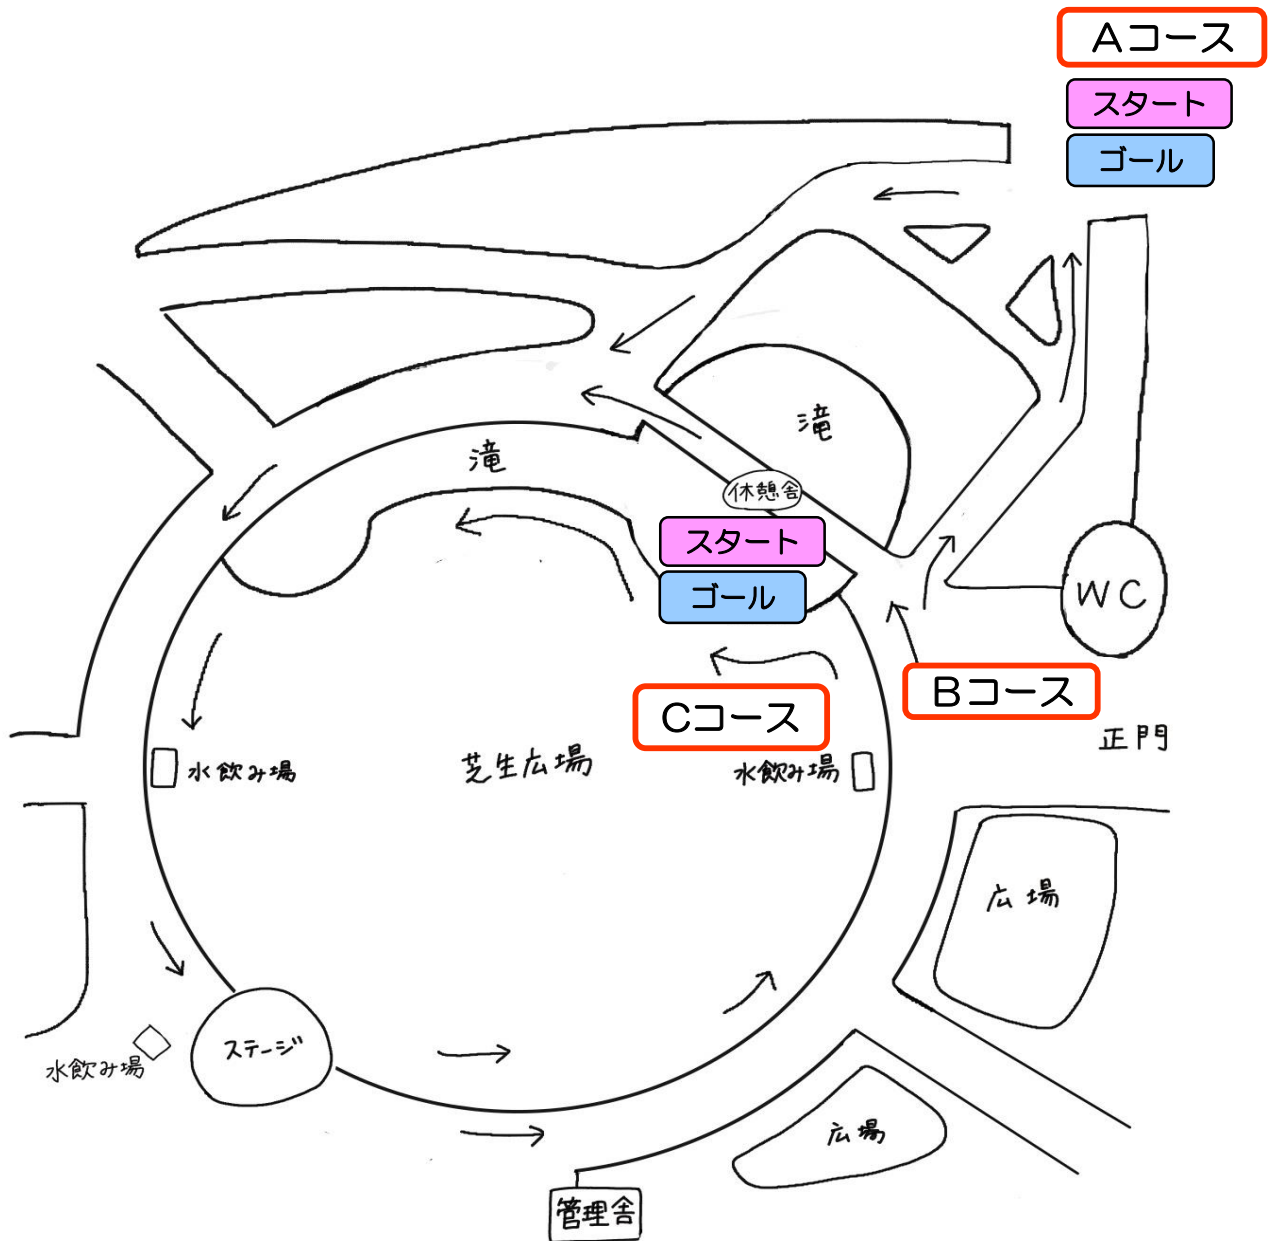 Aコース
スタート
ゴール
滝
滝
休憩舎
スタート
ゴール
WC
Bコース
Cコース
正門
水飲み場
芝生広場
水飲み場
広場
ステージ
水飲み場
広場
管理舎